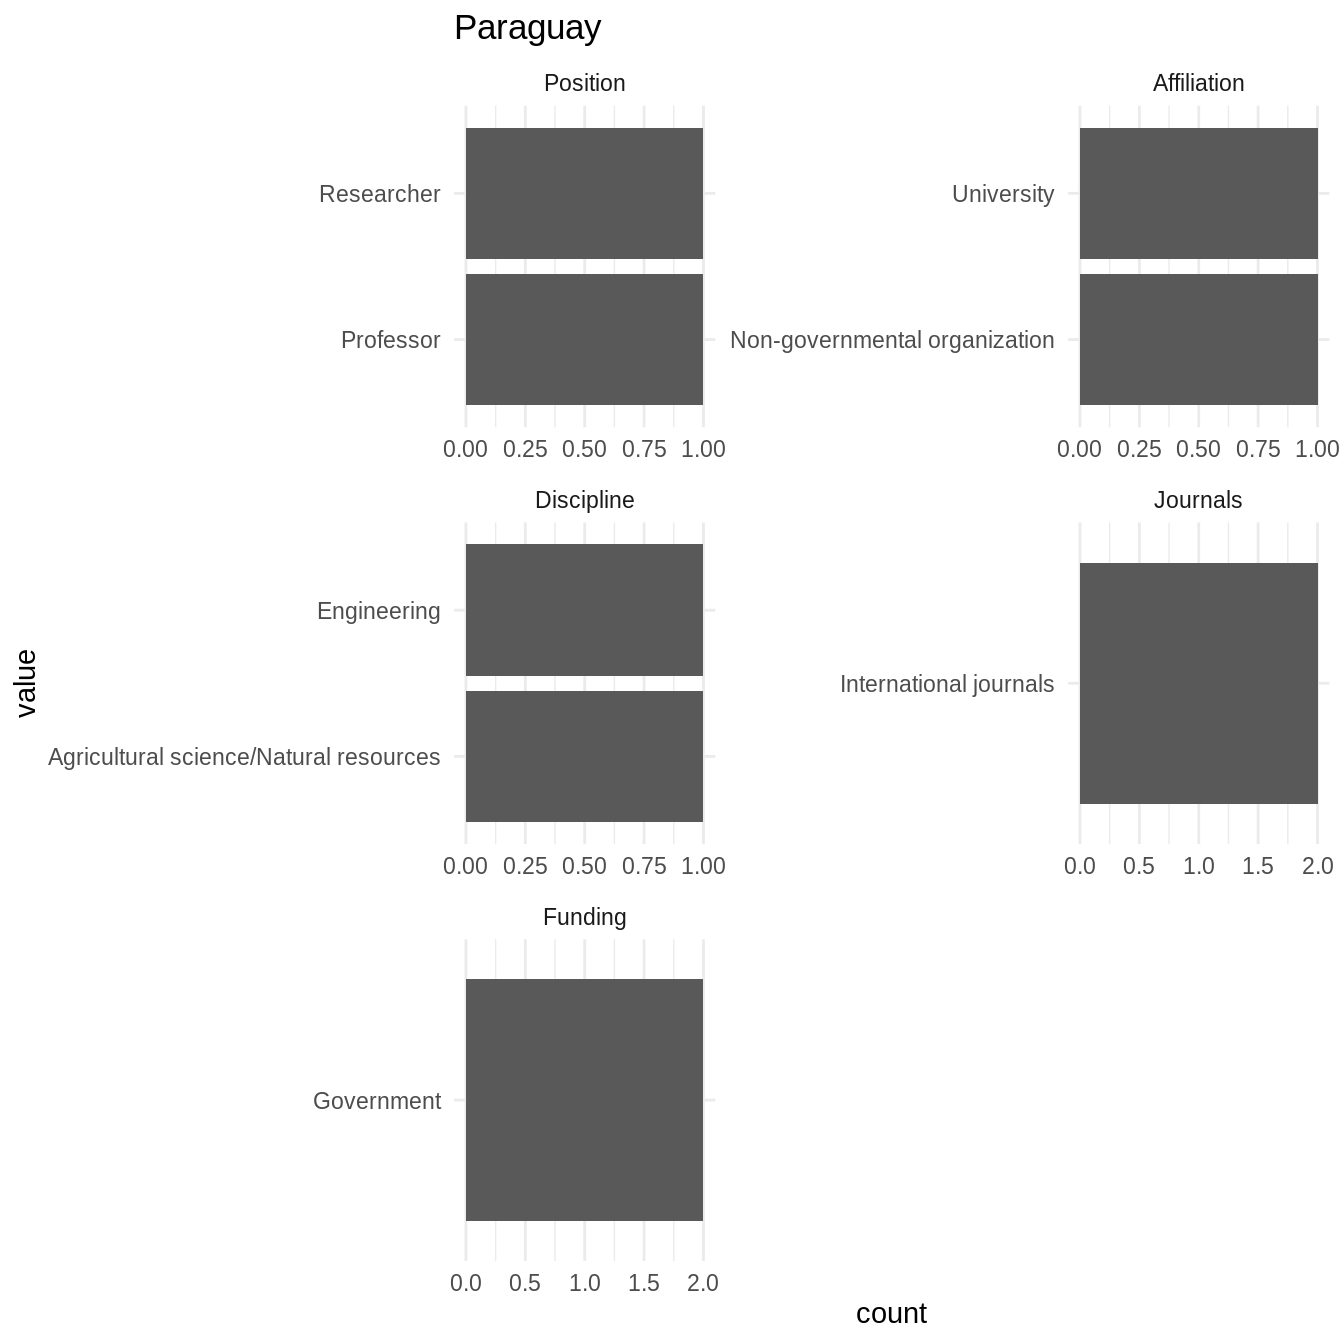 Paraguay
Position
Affiliation
Researcher
University
Professor
Non-governmental organization
0.00 0.25 0.50 0.75 1.00
0.00 0.25 0.50 0.75 1.00
Discipline
Journals
Engineering
value
International journals
Agricultural science/Natural resources
0.00 0.25 0.50 0.75 1.00
0.0 0.5 1.0 1.5 2.0
Funding
Government
0.0 0.5 1.0 1.5 2.0
count